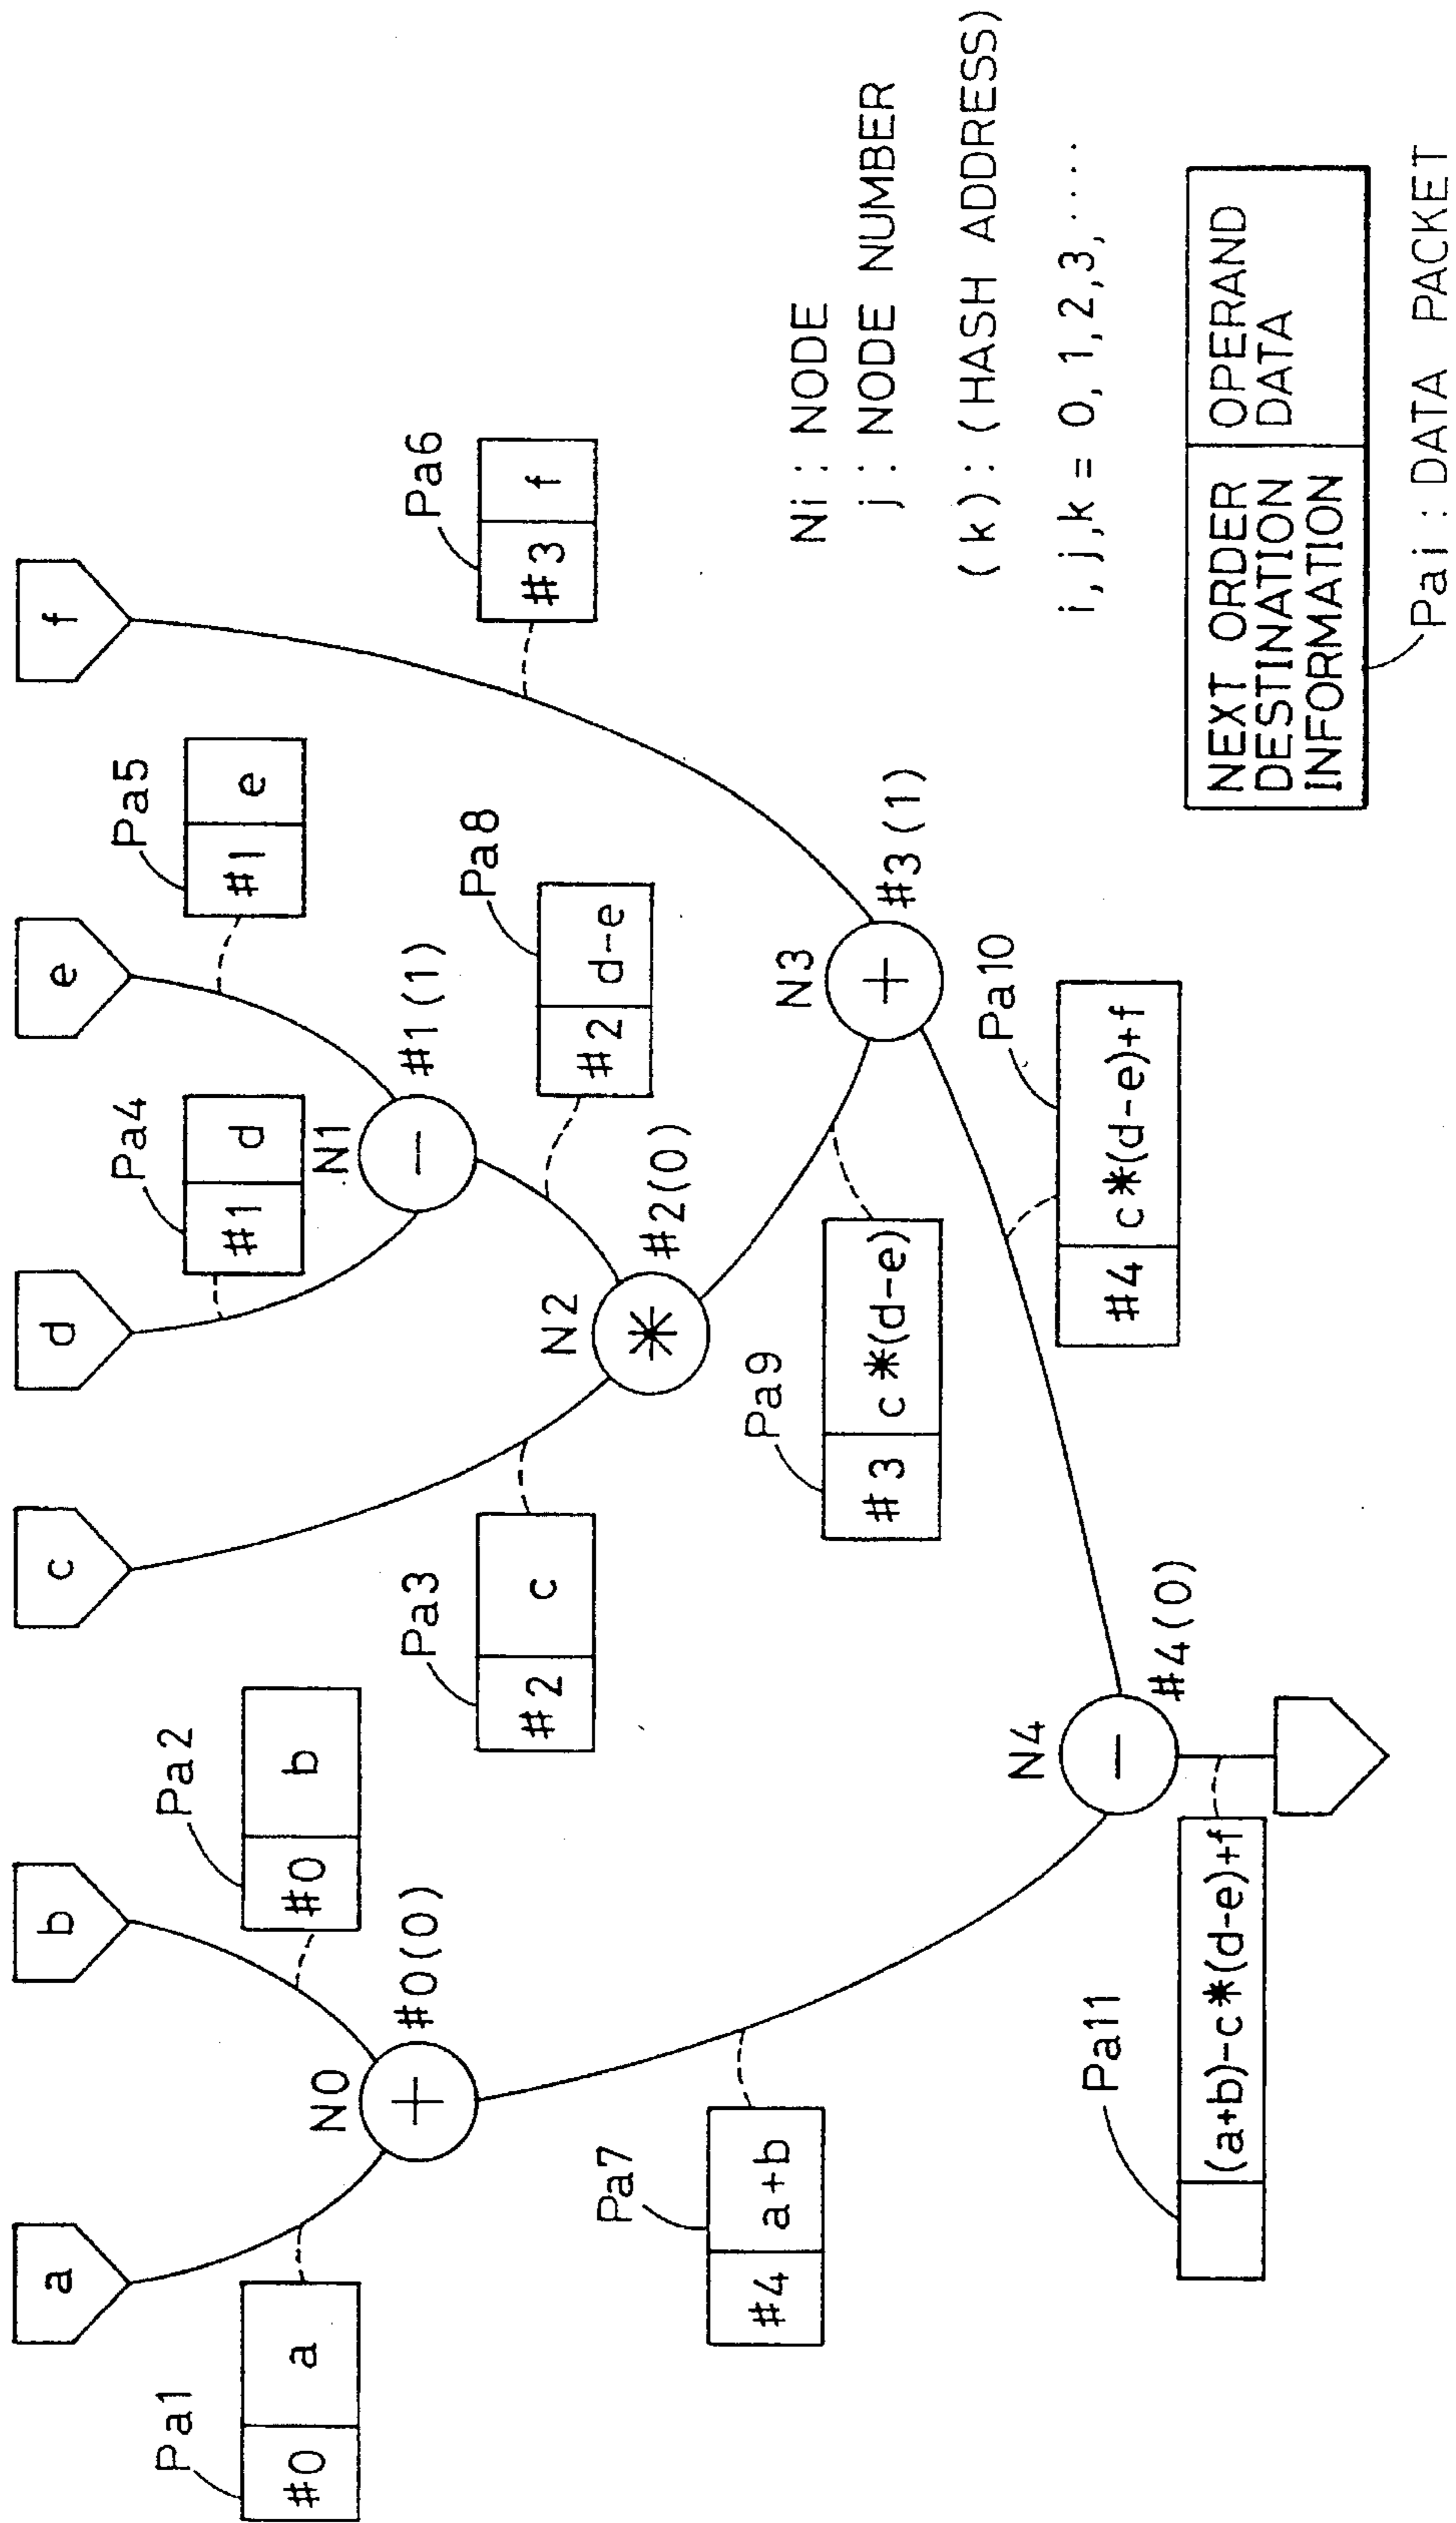 a
b
c
d
e
f
Pa1
#0 a
Pa2
#0 b
Pa4
#1 d
Pa5
#1 e
N0
+
#0(0)
N1
−
#1(1)
Pa3
#2 c
Pa6
#3 f
Pa8
#2 d-e
N2
*
#2(0)
Pa7
#4 a+b
Pa9
#3 c*(d-e)
N3
+
#3(1)
Pa10
#4 c*(d-e)+f
N4
−
#4(0)
Pa11
(a+b)-c*(d-e)+f
Ni : NODE
j : NODE NUMBER
(k) : (HASH ADDRESS)
i, j, k = 0, 1, 2, 3, ....
NEXT ORDER DESTINATION INFORMATION
OPERAND DATA
Pai : DATA PACKET